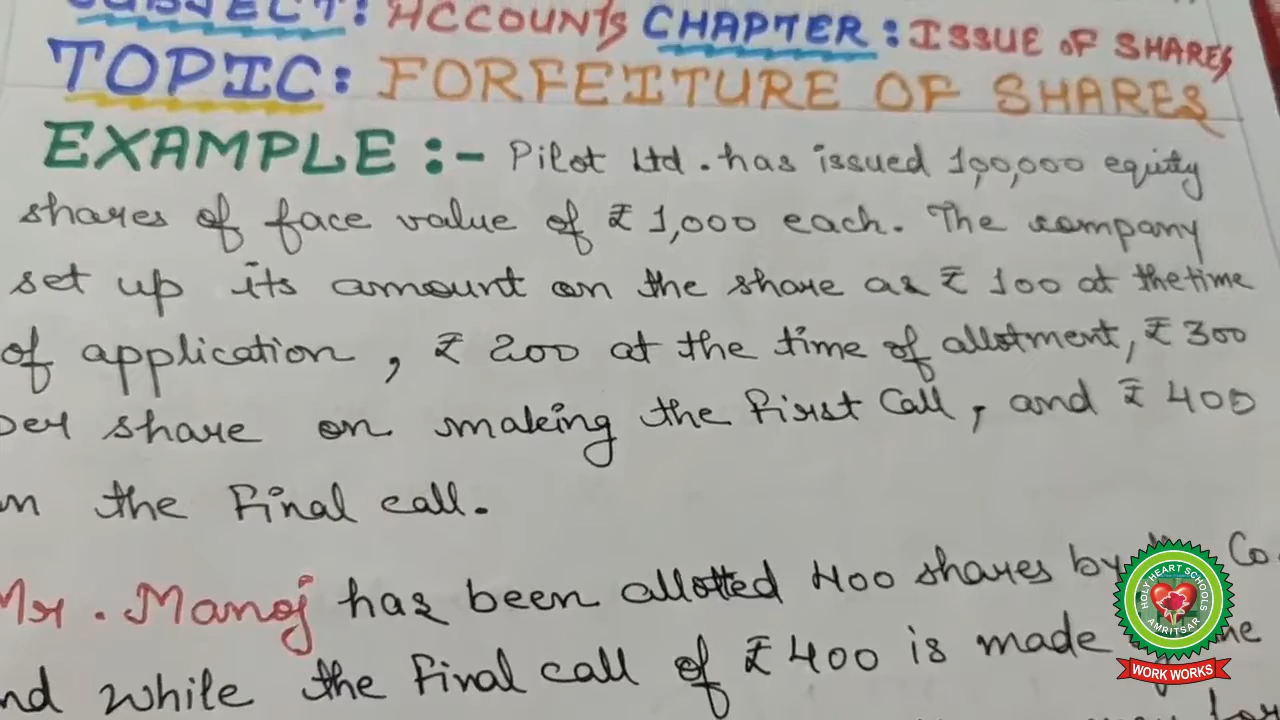 SUBJECT: ACCOUNTS CHAPTER: ISSUE OF SHARES
TOPIC: FORFEITURE OF SHARES
EXAMPLE :- Pilot Ltd. has issued 1,00,000 equity
shares of face value of ₹ 1,000 each. The company
set up its amount on the share as ₹ 100 at the time
of application, ₹ 200 at the time of allotment, ₹ 300
per share on making the First Call, and ₹ 400
the Final call.
Mr. Manoj has been allotted 400 shares by Co.
while the Final call of ₹ 400 is made
HOLY HEART SCHOOLS
AMRITSAR
WORK WORKS